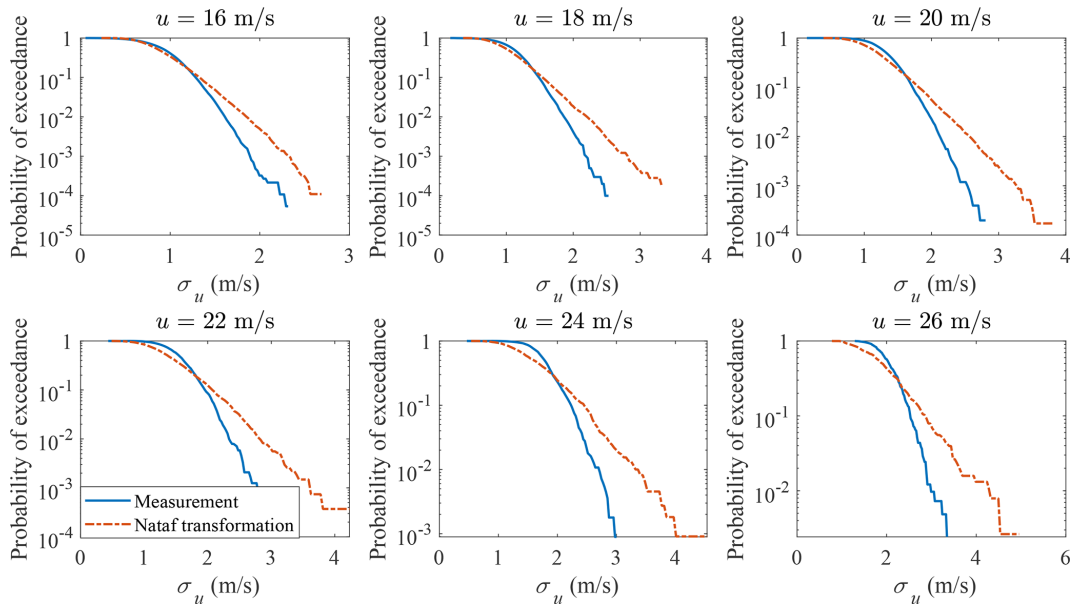 u = 16 m/s
u = 18 m/s
u = 20 m/s
Probability of exceedance
1
10^-1
10^-2
10^-3
10^-4
10^-5
0 1 2 3
σ_u (m/s)
Probability of exceedance
1
10^-1
10^-2
10^-3
10^-4
10^-5
0 1 2 3 4
σ_u (m/s)
Probability of exceedance
1
10^-1
10^-2
10^-3
10^-4
0 1 2 3 4
σ_u (m/s)
u = 22 m/s
u = 24 m/s
u = 26 m/s
Probability of exceedance
1
10^-1
10^-2
10^-3
10^-4
Measurement
Nataf transformation
0 1 2 3 4
σ_u (m/s)
Probability of exceedance
1
10^-1
10^-2
10^-3
0 1 2 3 4
σ_u (m/s)
Probability of exceedance
1
10^-1
10^-2
0 2 4 6
σ_u (m/s)